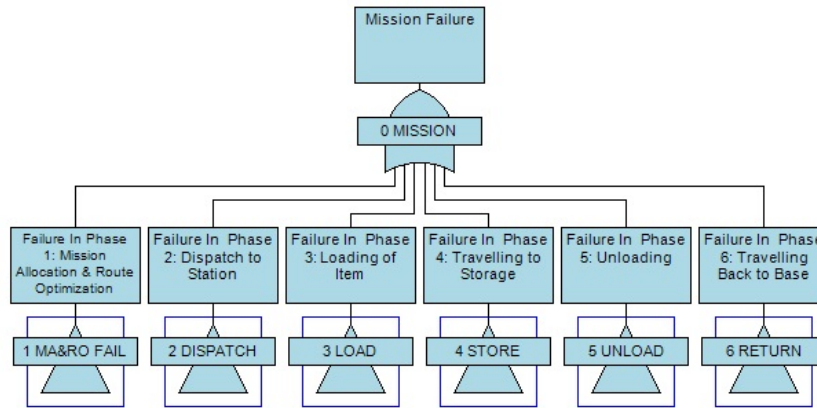 Mission Failure
0 MISSION
Failure In Phase
1: Mission
Allocation & Route
Optimization
Failure In Phase
2: Dispatch to
Station
Failure In Phase
3: Loading of
Item
Failure In Phase
4: Travelling to
Storage
Failure In Phase
5: Unloading
Failure In Phase
6: Travelling
Back to Base
1 MA&RO FAIL
2 DISPATCH
3 LOAD
4 STORE
5 UNLOAD
6 RETURN